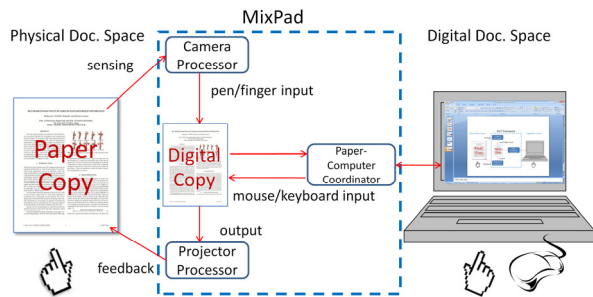 MixPad
Physical Doc. Space
Digital Doc. Space
Camera
Processor
sensing
pen/finger input
Paper
Copy
Digital
Copy
Paper-
Computer
Coordinator
mouse/keyboard input
output
feedback
Projector
Processor